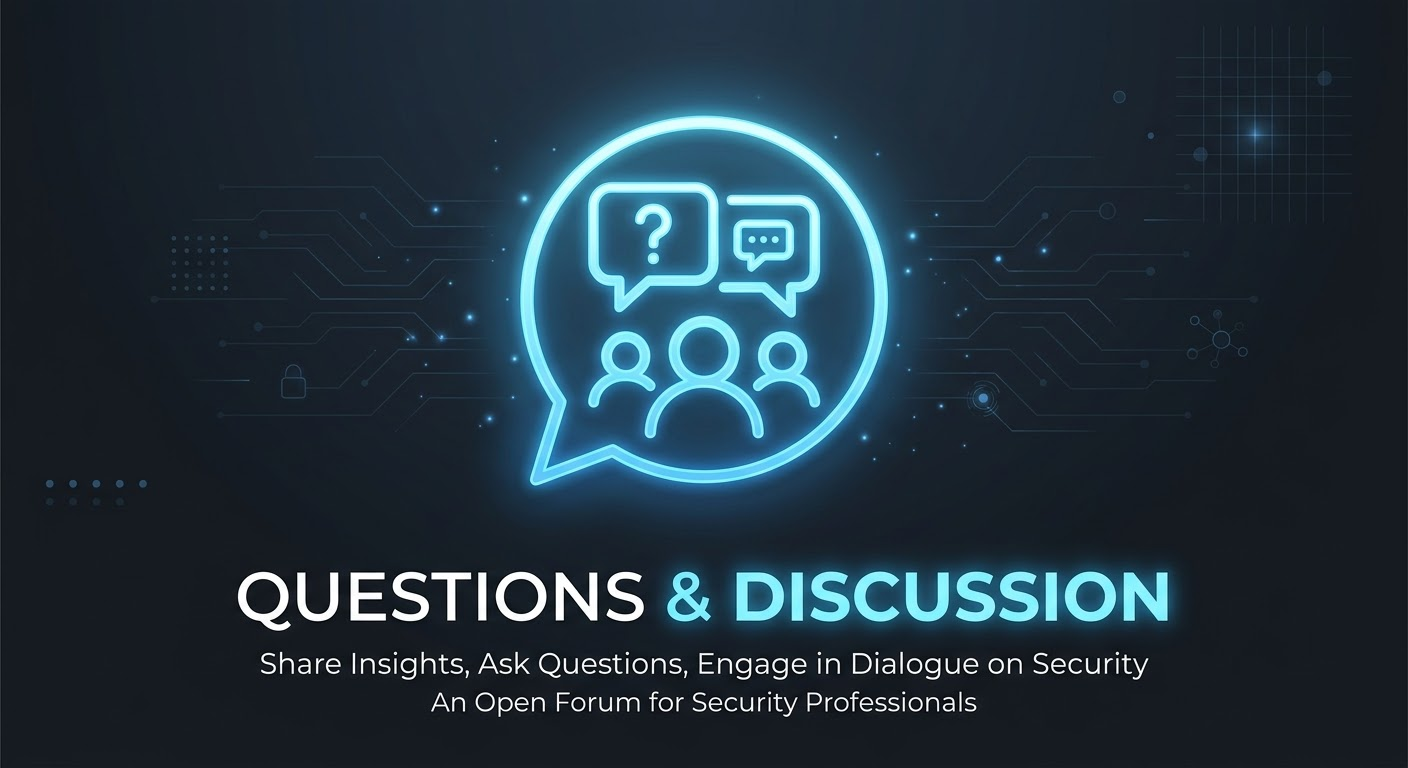 QUESTIONS & DISCUSSION
Share Insights, Ask Questions, Engage in Dialogue on Security
An Open Forum for Security Professionals